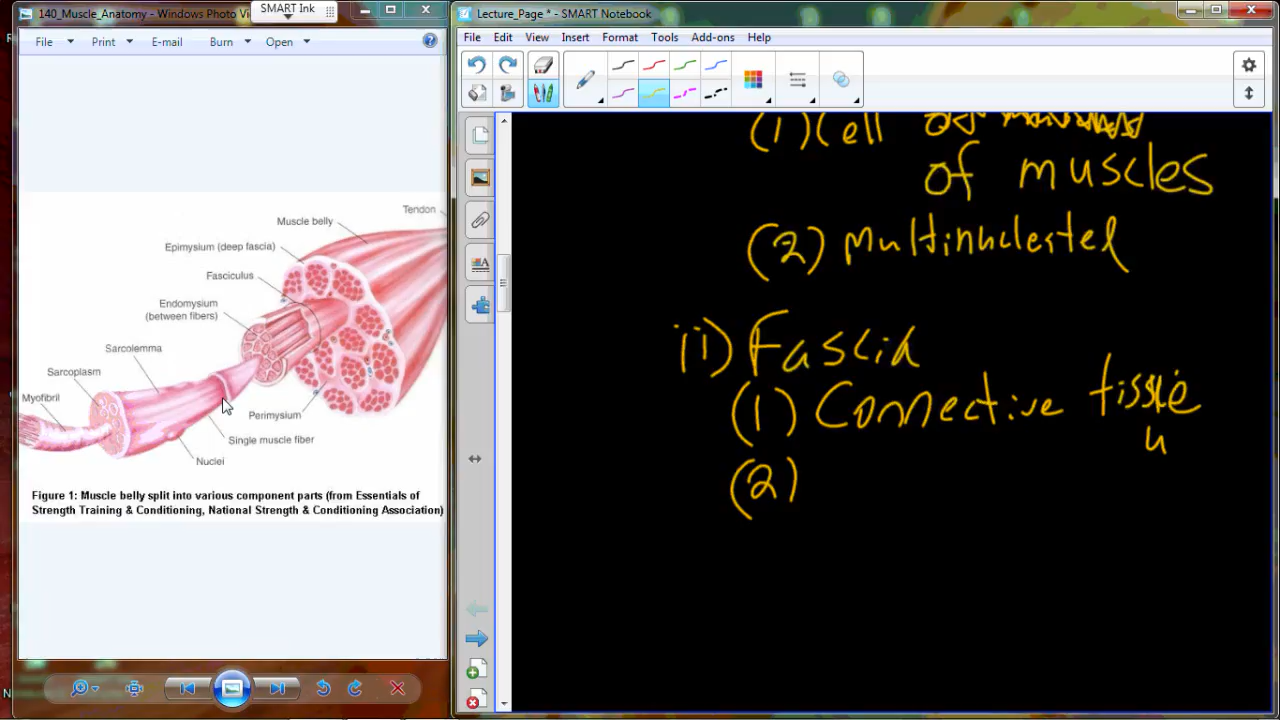 140_Muscle_Anatomy - Windows Photo Vi
SMART Ink
File Print E-mail Burn Open
Tendon
Muscle belly
Epimysium (deep fascia)
Fasciculus
Endomysium
(between fibers)
Sarcolemma
Sarcoplasm
Myofibril
Perimysium
Single muscle fiber
Nuclei
Figure 1: Muscle belly split into various component parts (from Essentials of
Strength Training & Conditioning, National Strength & Conditioning Association)
Lecture_Page * - SMART Notebook
File Edit View Insert Format Tools Add-ons Help
(1) Cell of
of muscles
(2) Multinuclested
ii) Fascia
(1) Connective tissie
u
(2)